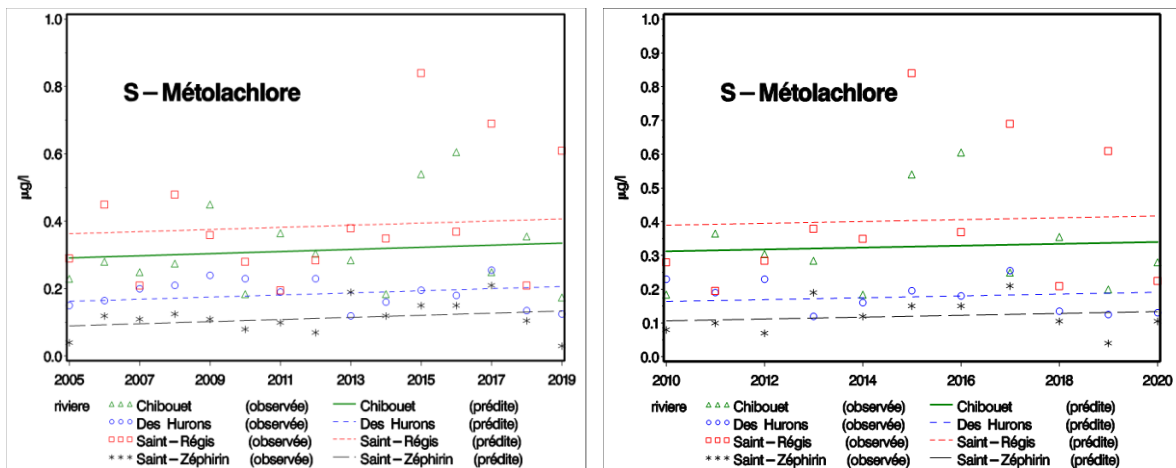 1.0
S – Métolachlore
0.8
0.6
µg/l
0.4
0.2
0.0
2005 2007 2009 2011 2013 2015 2017 2019
riviere Chibouet (observée) Chibouet (prédite)
Des Hurons (observée) Des Hurons (prédite)
Saint–Régis (observée) Saint–Régis (prédite)
Saint–Zéphirin (observée) Saint–Zéphirin (prédite)
1.0
0.9
S – Métolachlore
0.8
0.7
0.6
µg/l
0.5
0.4
0.3
0.2
0.1
0.0
2010 2012 2014 2016 2018 2020
riviere Chibouet (observée) Chibouet (prédite)
Des Hurons (observée) Des Hurons (prédite)
Saint–Régis (observée) Saint–Régis (prédite)
Saint–Zéphirin (observée) Saint–Zéphirin (prédite)